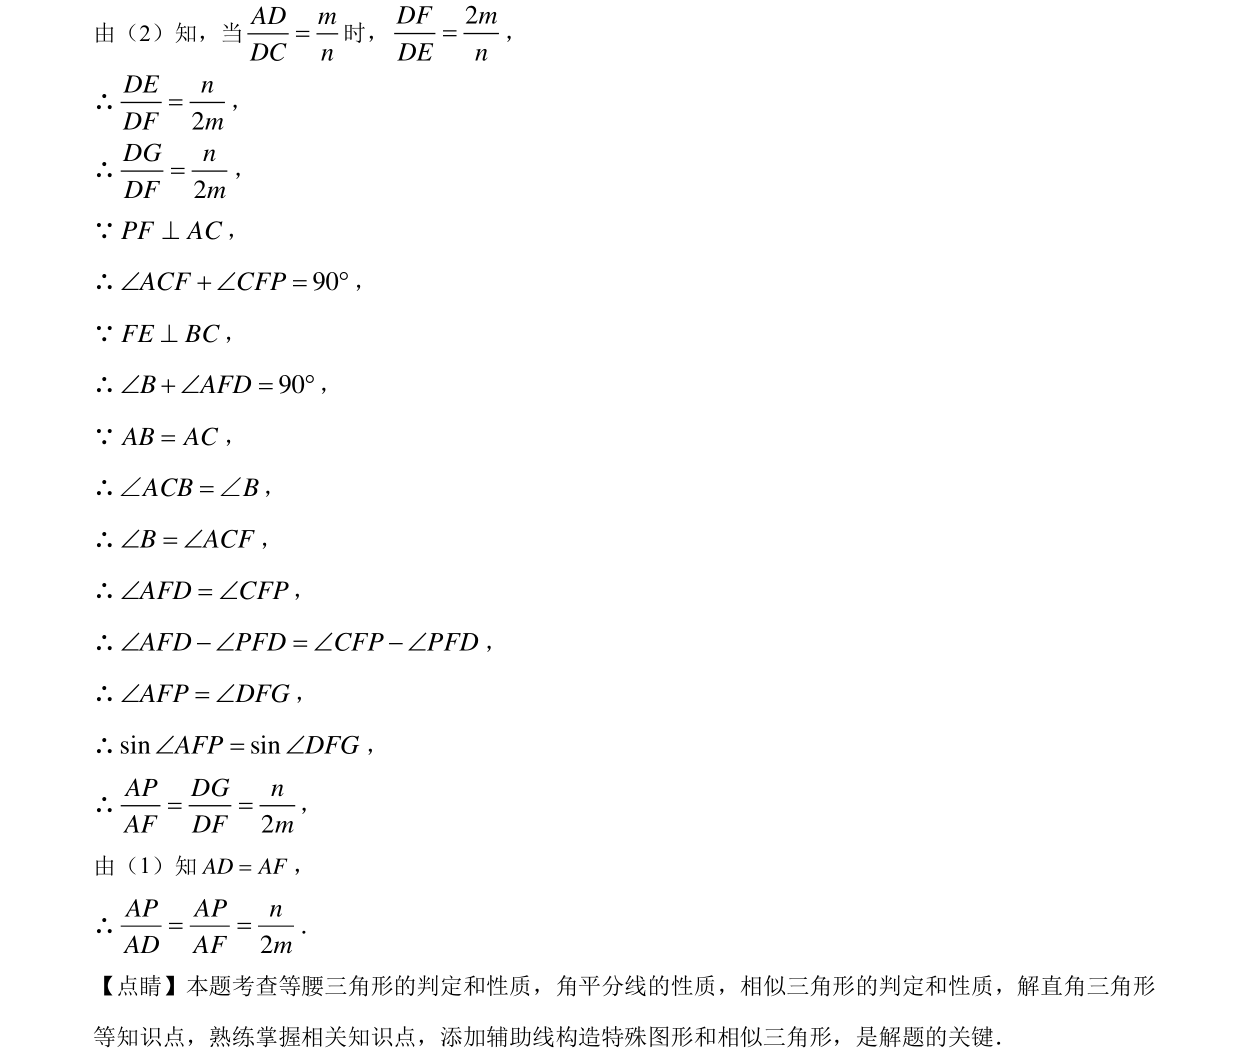 由（2）知，当 AD/DC = m/n 时， DF/DE = 2m/n ，
∴ DE/DF = n/2m ，
∴ DG/DF = n/2m ，
∵ PF ⊥ AC ，
∴ ∠ACF + ∠CFP = 90° ，
∵ FE ⊥ BC ，
∴ ∠B + ∠AFD = 90° ，
∵ AB = AC ，
∴ ∠ACB = ∠B ，
∴ ∠B = ∠ACF ，
∴ ∠AFD = ∠CFP ，
∴ ∠AFD − ∠PFD = ∠CFP − ∠PFD ，
∴ ∠AFP = ∠DFG ，
∴ sin ∠AFP = sin ∠DFG ，
∴ AP/AF = DG/DF = n/2m ，
由（1）知 AD = AF ，
∴ AP/AD = AP/AF = n/2m ．
【点睛】本题考查等腰三角形的判定和性质，角平分线的性质，相似三角形的判定和性质，解直角三角形
等知识点，熟练掌握相关知识点，添加辅助线构造特殊图形和相似三角形，是解题的关键．